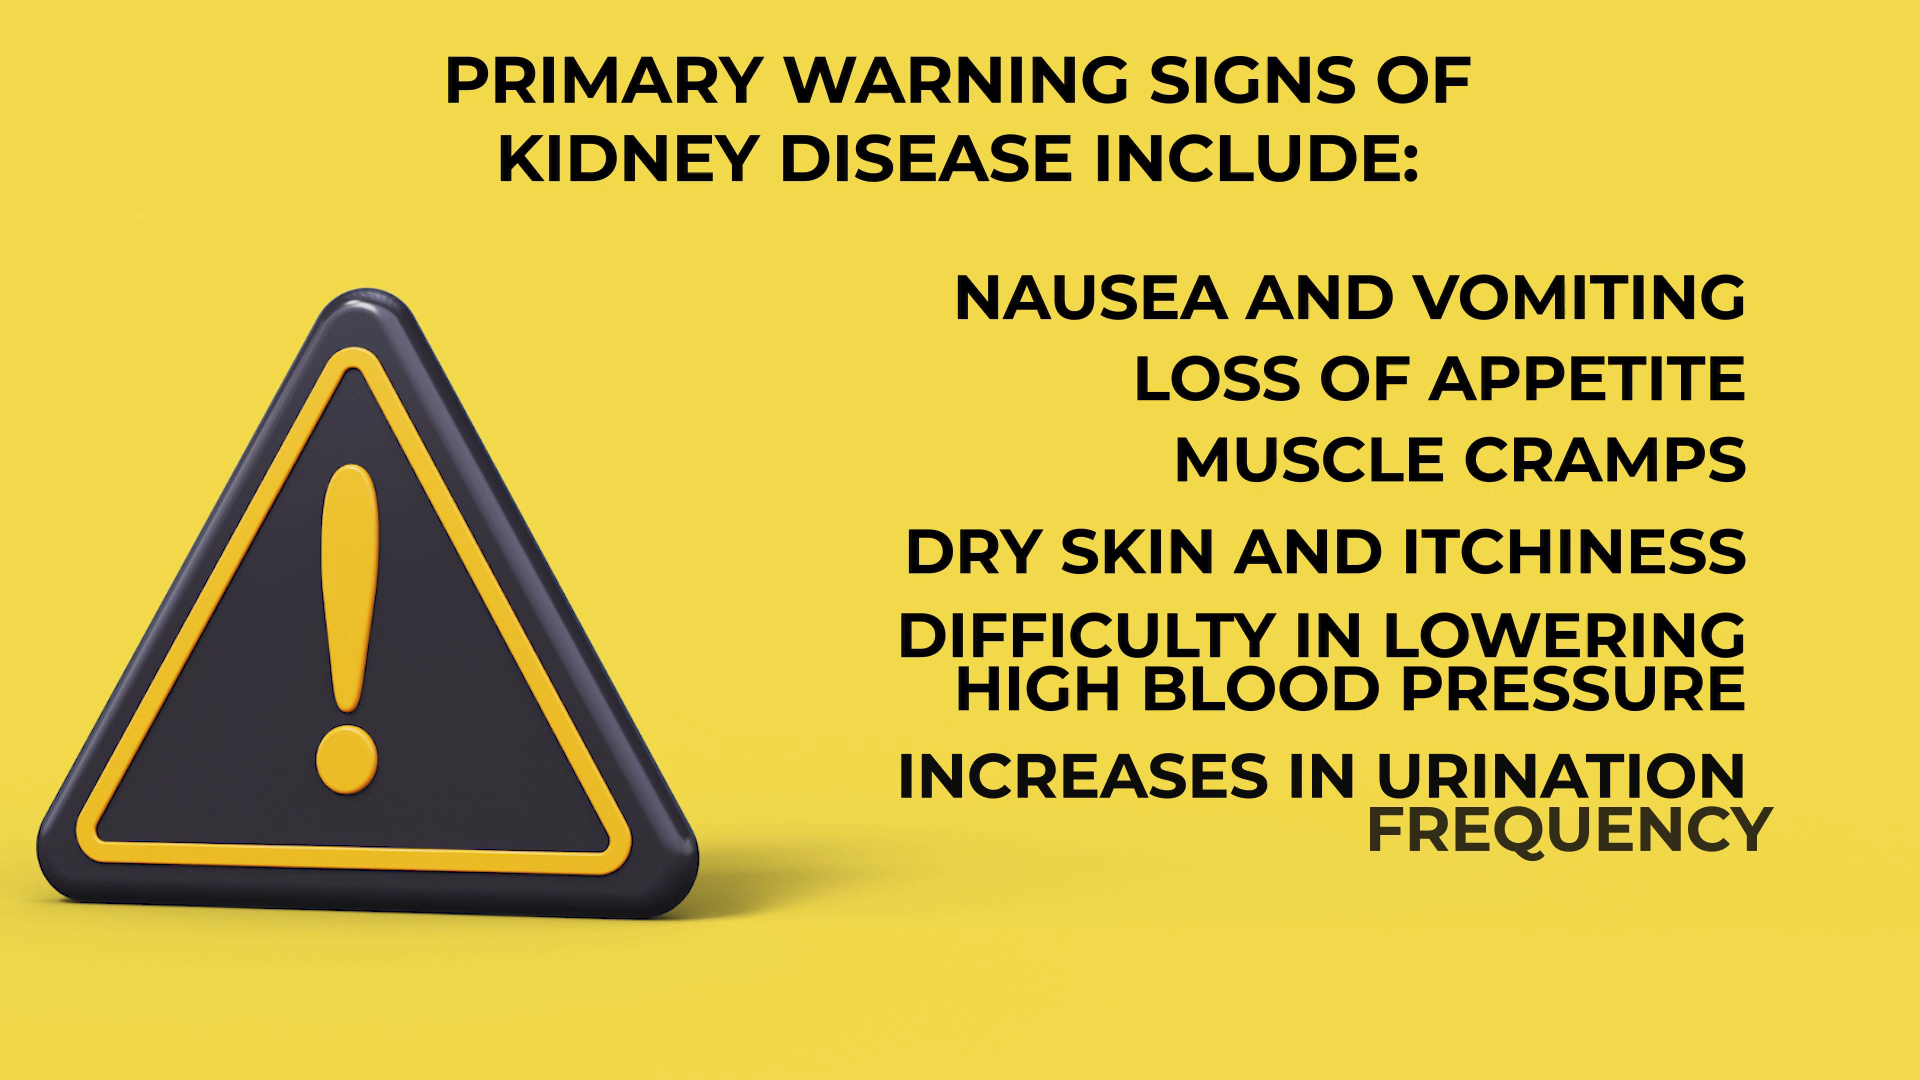 PRIMARY WARNING SIGNS OF
KIDNEY DISEASE INCLUDE:
NAUSEA AND VOMITING
LOSS OF APPETITE
MUSCLE CRAMPS
DRY SKIN AND ITCHINESS
DIFFICULTY IN LOWERING
HIGH BLOOD PRESSURE
INCREASES IN URINATION
FREQUENCY